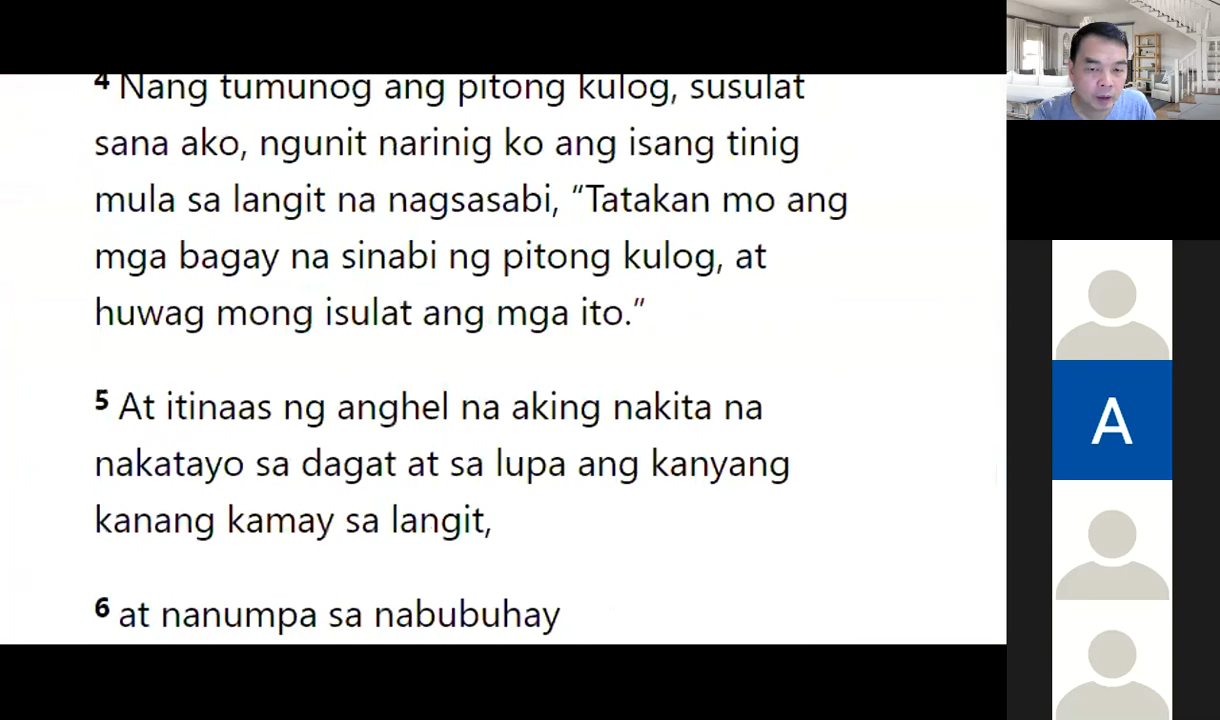 4 Nang tumunog ang pitong kulog, susulat
sana ako, ngunit narinig ko ang isang tinig
mula sa langit na nagsasabi, “Tatakan mo ang
mga bagay na sinabi ng pitong kulog, at
huwag mong isulat ang mga ito.”
5 At itinaas ng anghel na aking nakita na
nakatayo sa dagat at sa lupa ang kanyang
kanang kamay sa langit,
6 at nanumpa sa nabubuhay
A